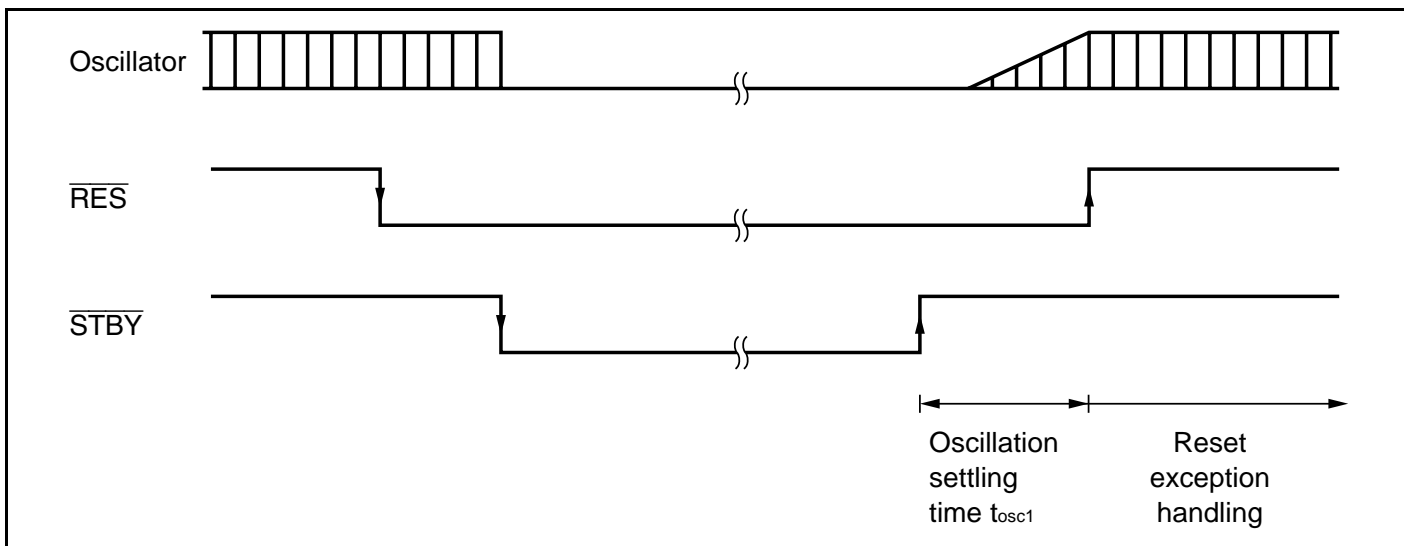 Oscillator
RES
STBY
Oscillation
settling
time tosc1
Reset
exception
handling